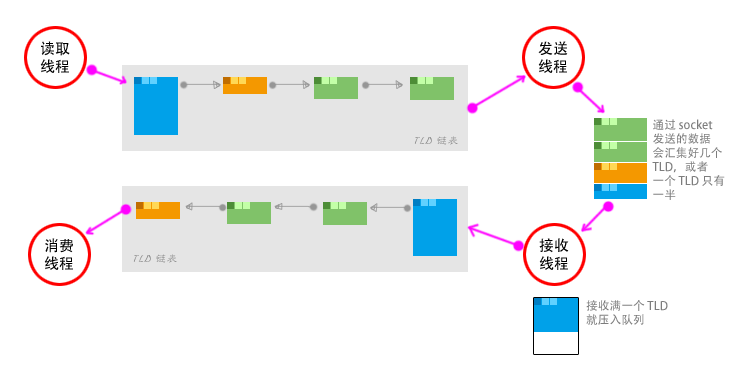 读取
线程
发送
线程
TLD 链表
通过 socket
发送的数据
会汇集好几个
TLD，或者
一个 TLD 只有
一半
消费
线程
TLD 链表
接收
线程
接收满一个 TLD
就压入队列